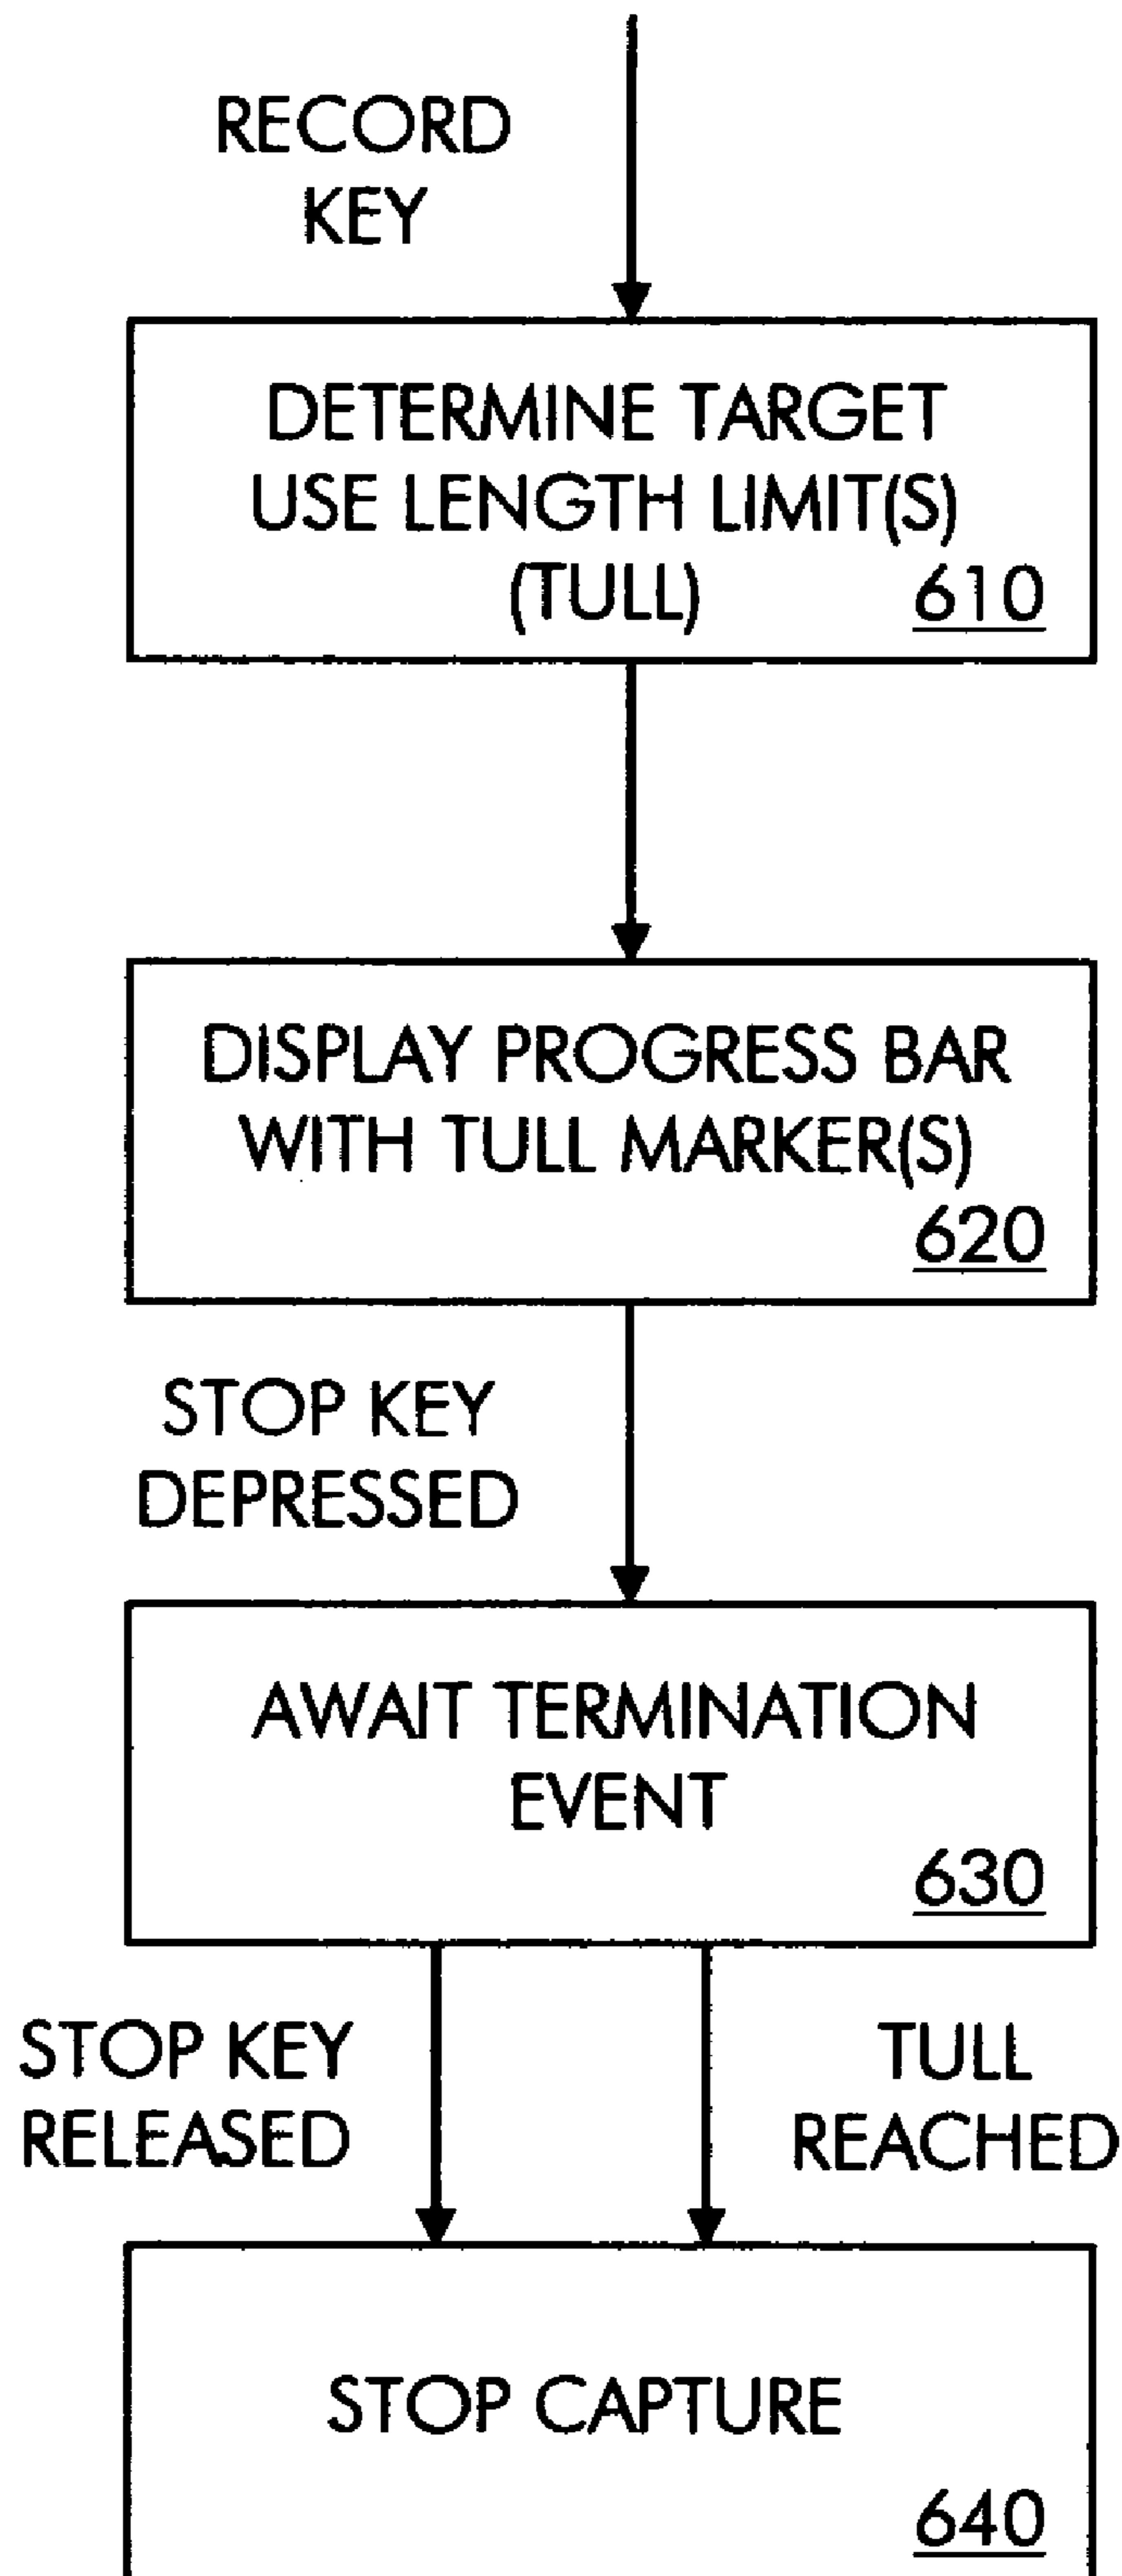 RECORD
KEY
DETERMINE TARGET
USE LENGTH LIMIT(S)
(TULL) 610
DISPLAY PROGRESS BAR
WITH TULL MARKER(S)
620
STOP KEY
DEPRESSED
AWAIT TERMINATION
EVENT
630
STOP KEY
RELEASED
TULL
REACHED
STOP CAPTURE
640